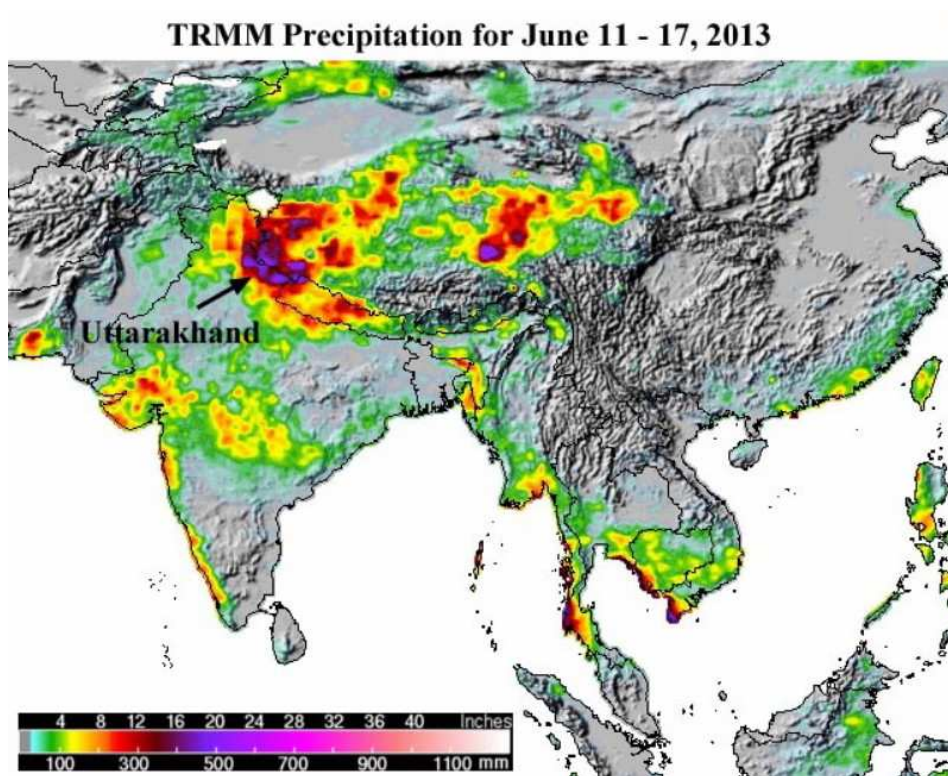 TRMM Precipitation for June 11 - 17, 2013
Uttarakhand
4 8 12 16 20 24 28 32 36 40 Inches
100 300 500 700 900 1100 mm